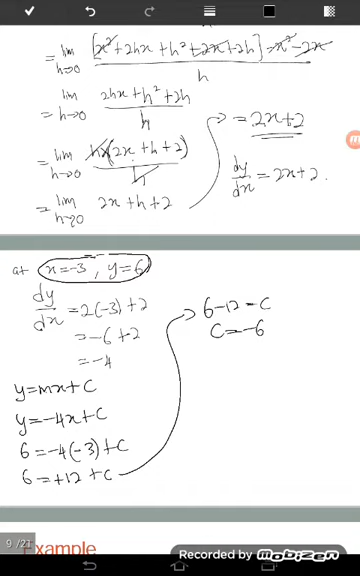 = lim h→0 [x² + 2hx + h² + 2x + 2h] - x² - 2x / h
= lim h→0 2hx + h² + 2h / h
= lim h→0 h(2x + h + 2) / h
= lim h→0 2x + h + 2
= 2x + 2
dy/dx = 2x + 2.
at x = -3 , y = 6
dy/dx = 2(-3) + 2
= -6 + 2
= -4
y = mx + c
y = -4x + c
6 = -4(-3) + c
6 = +12 + c
6 - 12 = c
c = -6
9 / 21
Example
Recorded by Mobizen